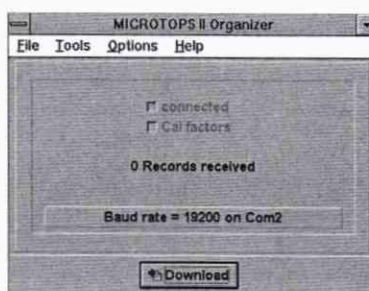 MICROTOPS II Organizer
File Tools Options Help
connected
Cal factors
0 Records received
Baud rate = 19200 on Com2
Download